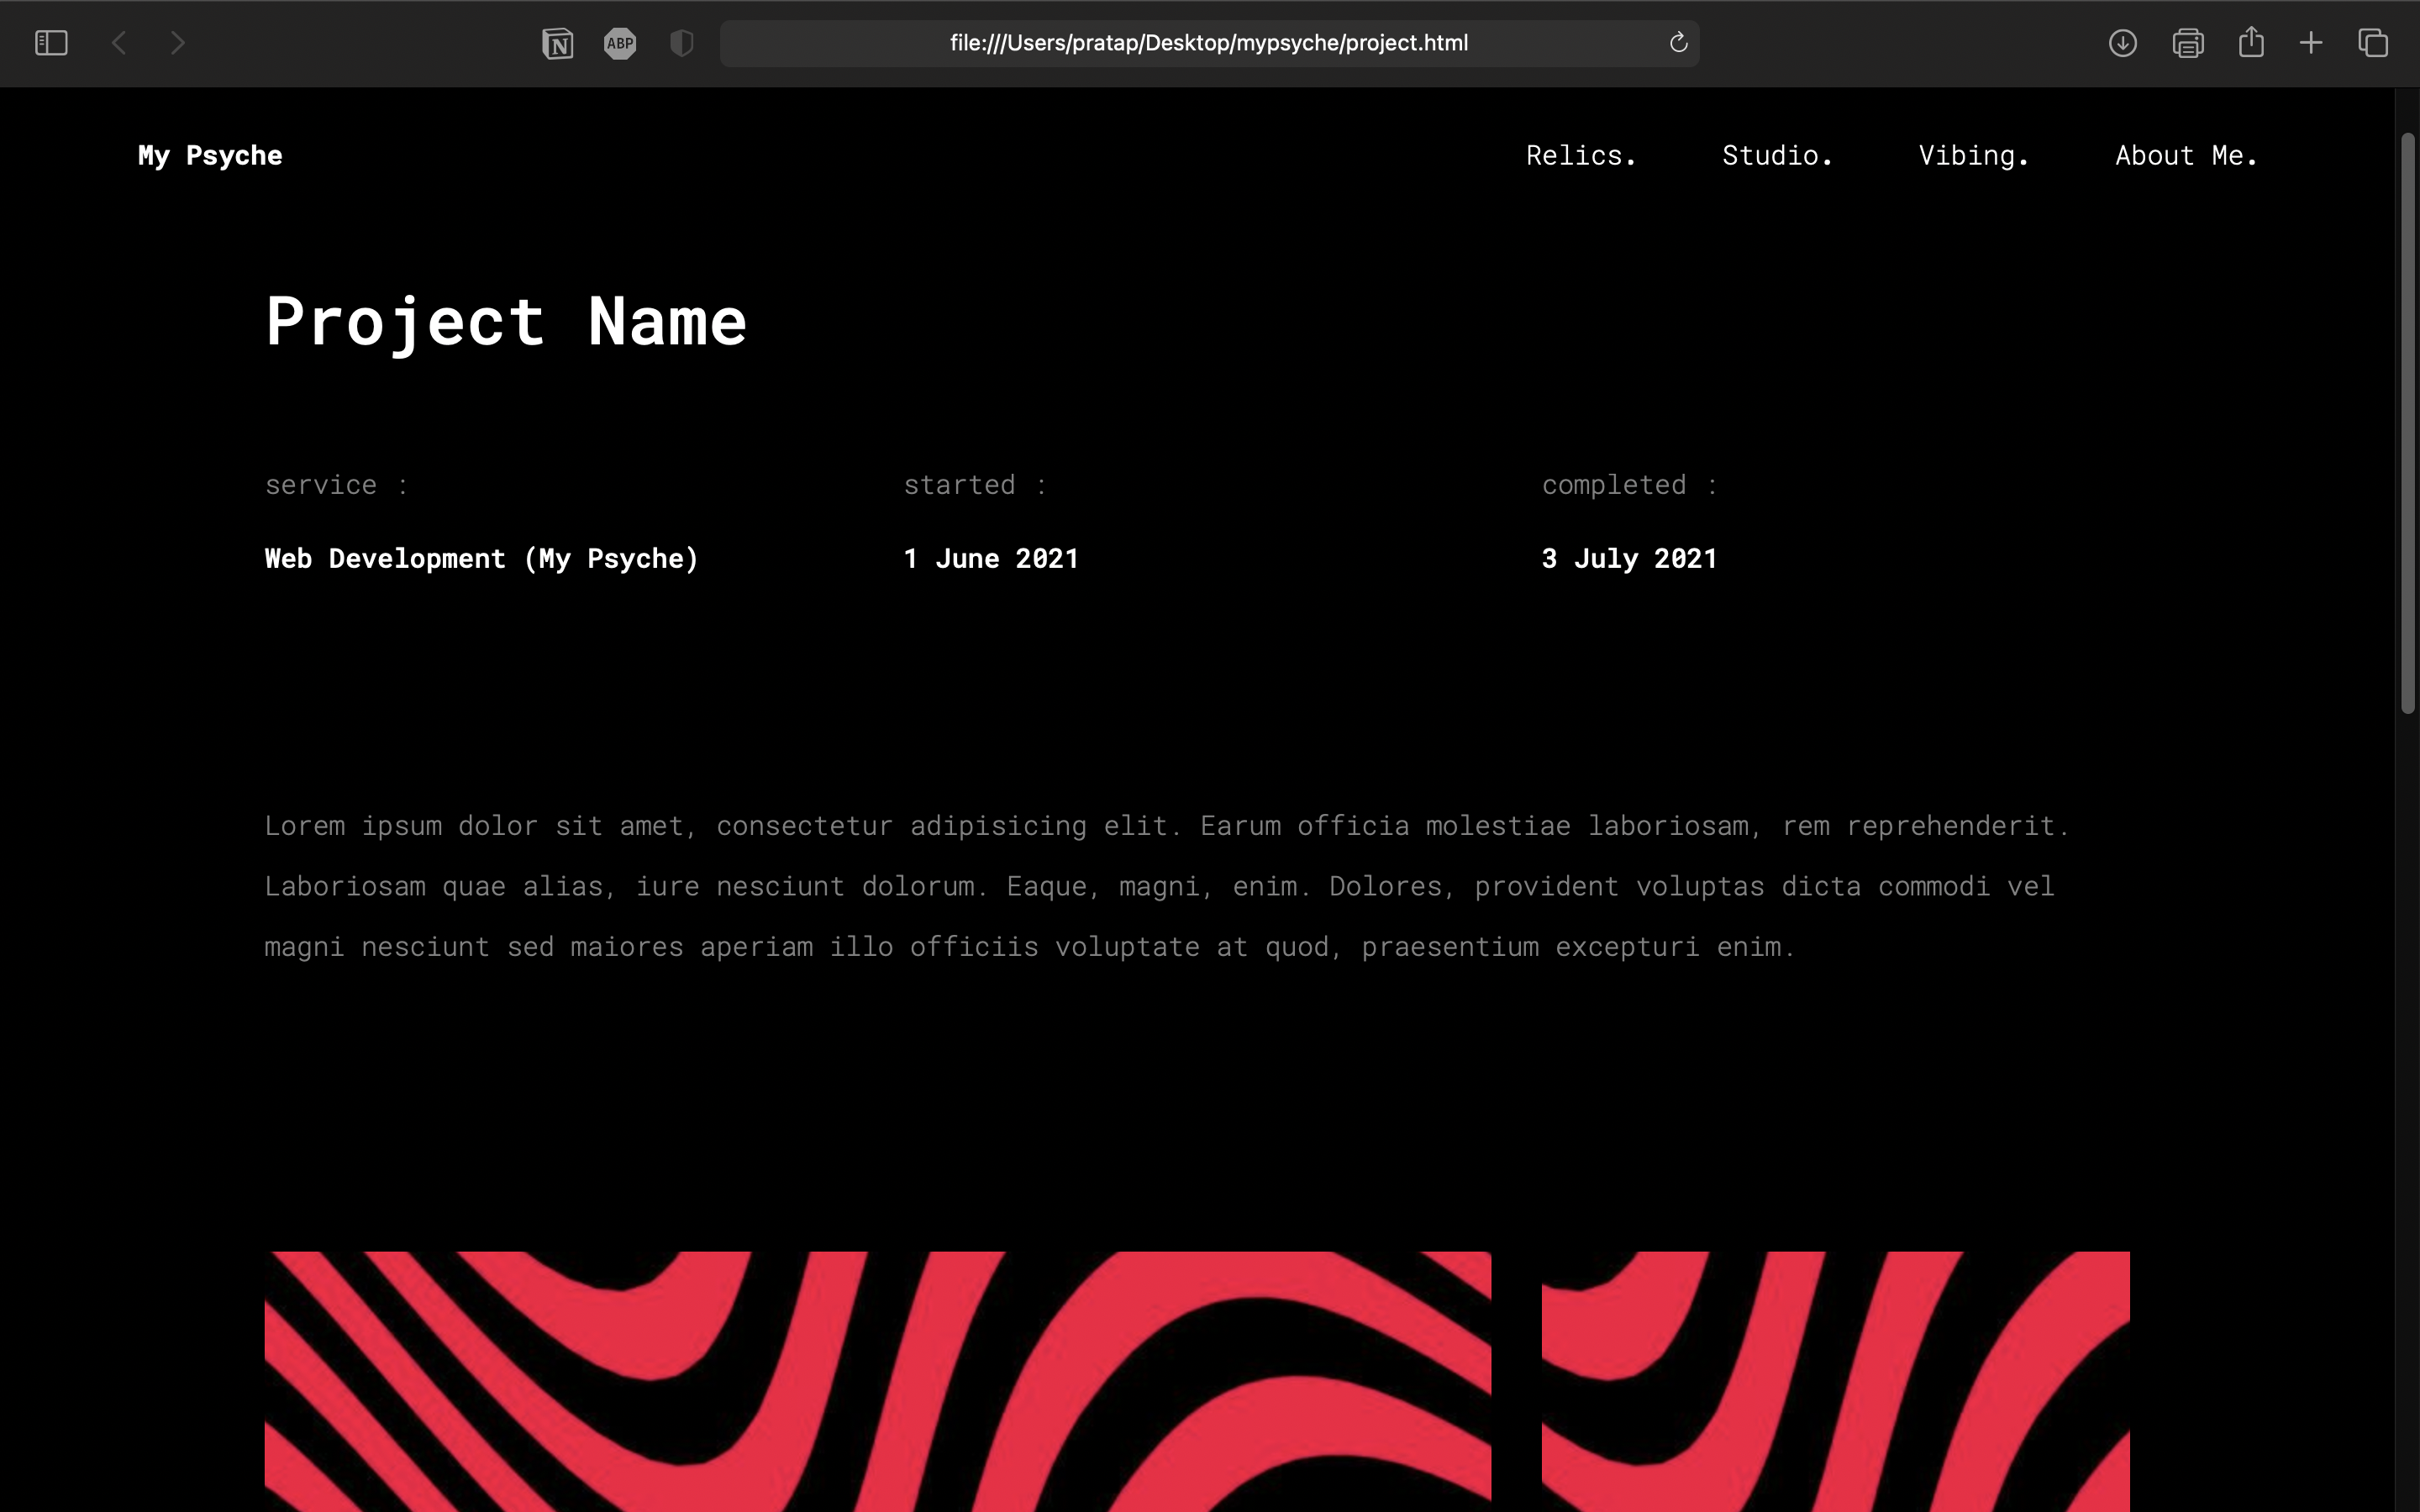 N ABP file:///Users/pratap/Desktop/mypsyche/project.html
My Psyche Relics. Studio. Vibing. About Me.
Project Name
service : started : completed :
Web Development (My Psyche) 1 June 2021 3 July 2021
Lorem ipsum dolor sit amet, consectetur adipisicing elit. Earum officia molestiae laboriosam, rem reprehenderit.
Laboriosam quae alias, iure nesciunt dolorum. Eaque, magni, enim. Dolores, provident voluptas dicta commodi vel
magni nesciunt sed maiores aperiam illo officiis voluptate at quod, praesentium excepturi enim.